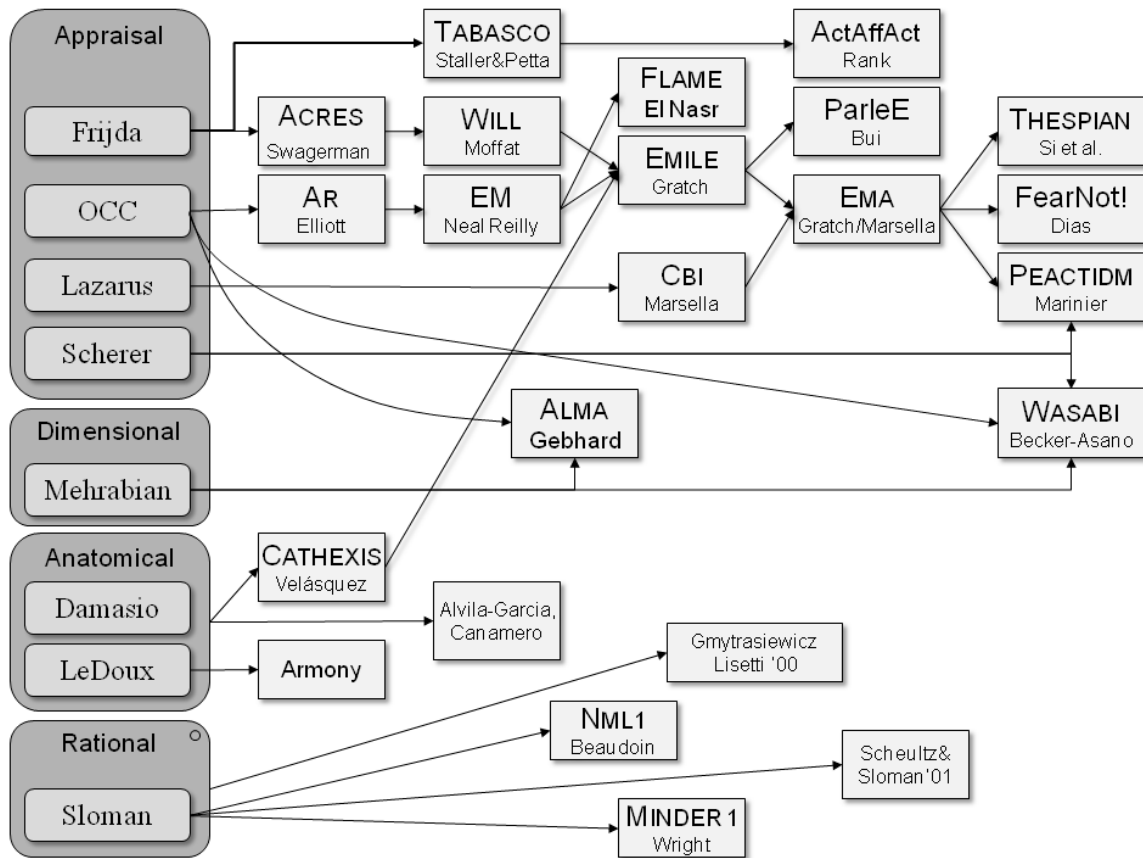 Appraisal
Frijda
OCC
Lazarus
Scherer
Dimensional
Mehrabian
Anatomical
Damasio
LeDoux
Rational
Sloman
TABASCO
Staller&Petta
ActAffAct
Rank
ACRES
Swagerman
WILL
Moffat
FLAME
El Nasr
ParleE
Bui
THESPIAN
Si et al.
AR
Elliott
EM
Neal Reilly
EMILE
Gratch
EMA
Gratch/Marsella
FearNot!
Dias
CBI
Marsella
PEACTIDM
Marinier
ALMA
Gebhard
WASABI
Becker-Asano
CATHEXIS
Velásquez
Alvila-Garcia,
Canamero
Armony
Gmytrasiewicz
Lisetti '00
NML1
Beaudoin
Scheultz&
Sloman'01
MINDER 1
Wright